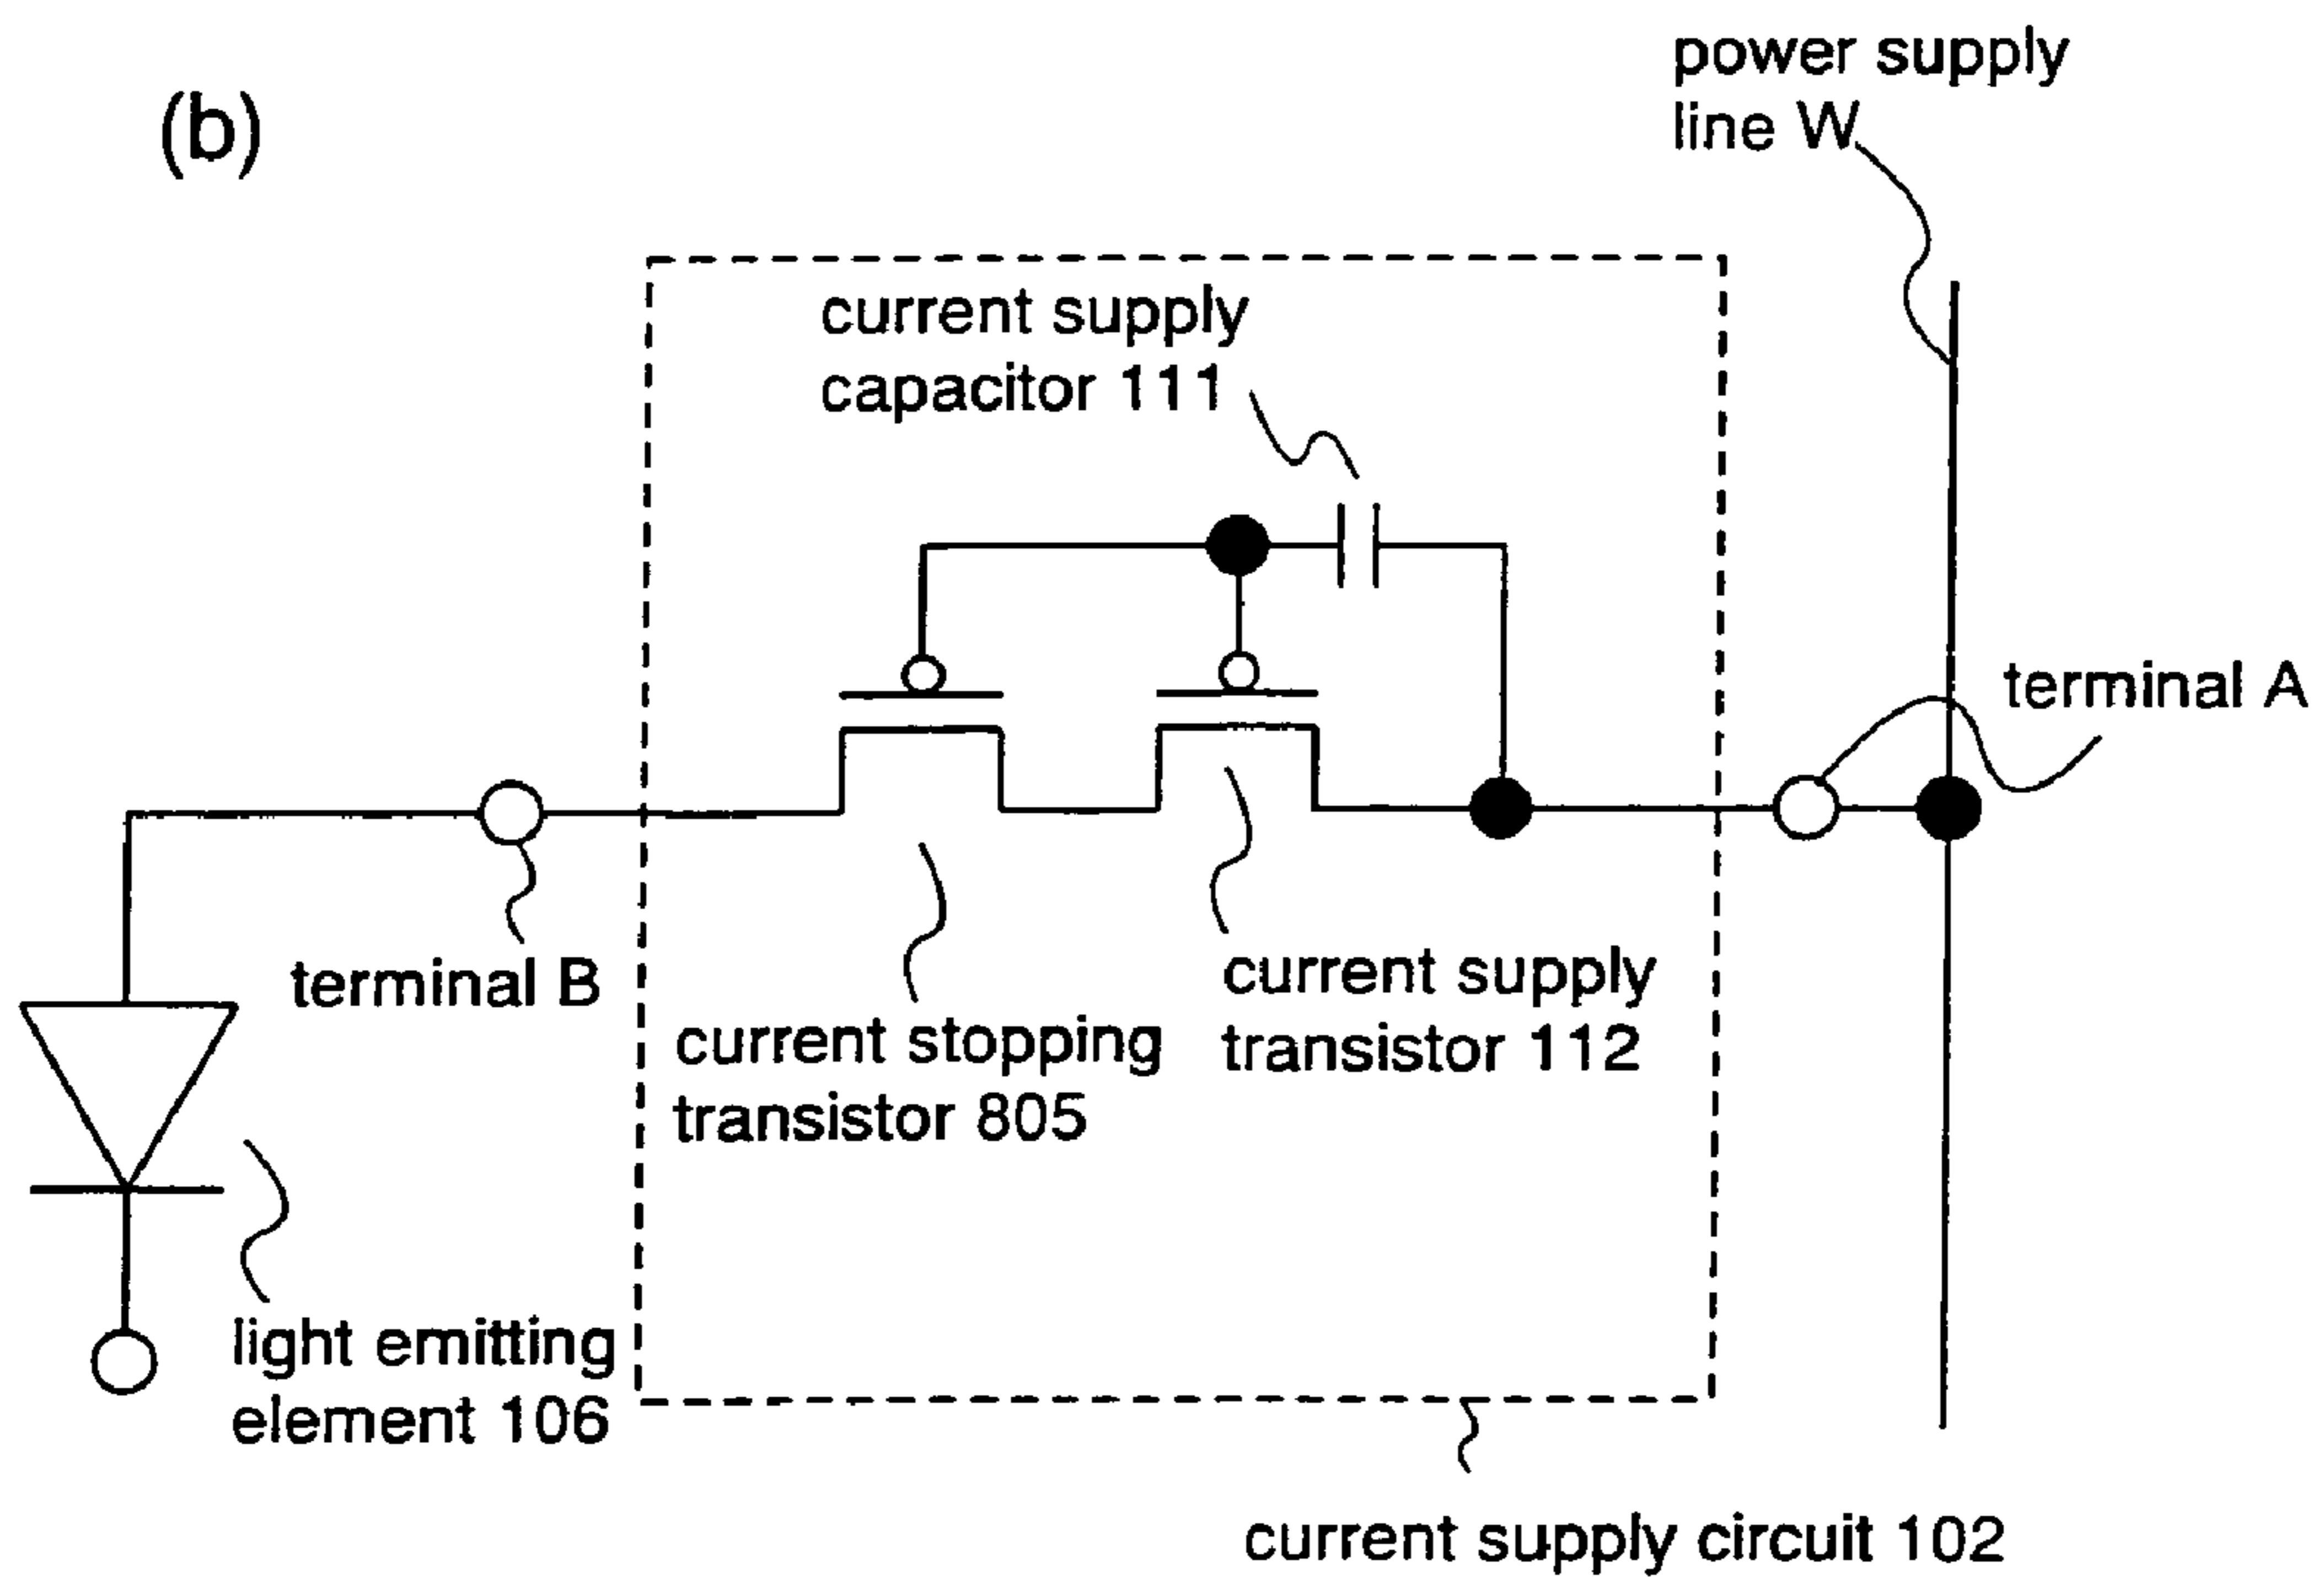 (b)
power supply
line W
current supply
capacitor 111
terminal A
terminal B
current supply
transistor 112
current stopping
transistor 805
light emitting
element 106
current supply circuit 102